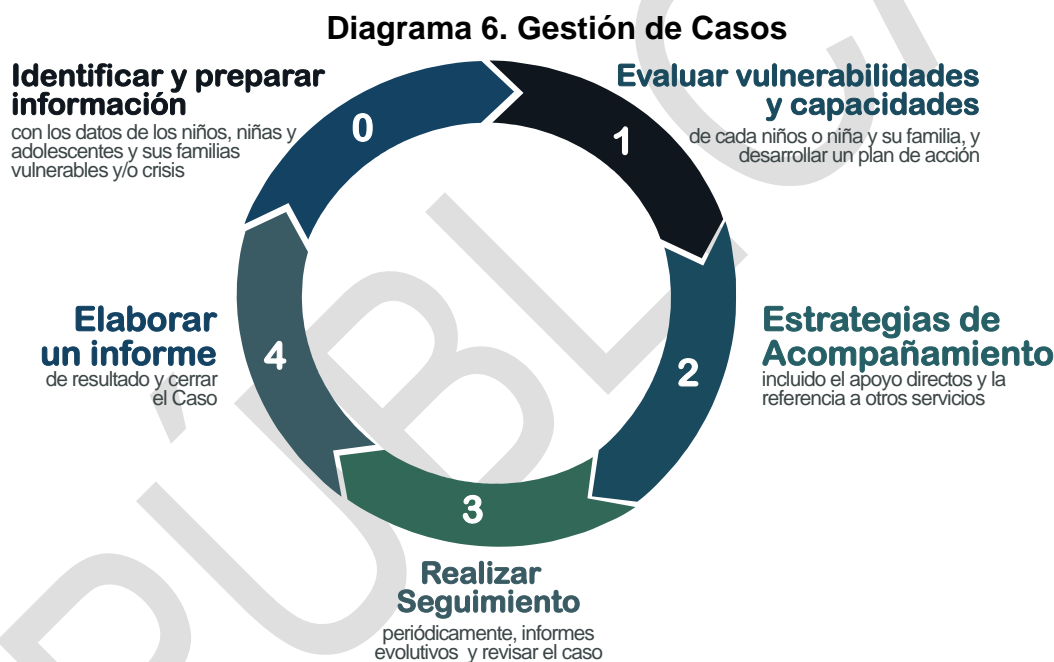 Diagrama 6. Gestión de Casos
Identificar y preparar
información
con los datos de los niños, niñas y
adolescentes y sus familias
vulnerables y/o crisis
0
1
Evaluar vulnerabilidades
y capacidades
de cada niños o niña y su familia, y
desarrollar un plan de acción
2
Estrategias de
Acompañamiento
incluido el apoyo directos y la
referencia a otros servicios
3
Realizar
Seguimiento
periódicamente, informes
evolutivos y revisar el caso
4
Elaborar
un informe
de resultado y cerrar
el Caso